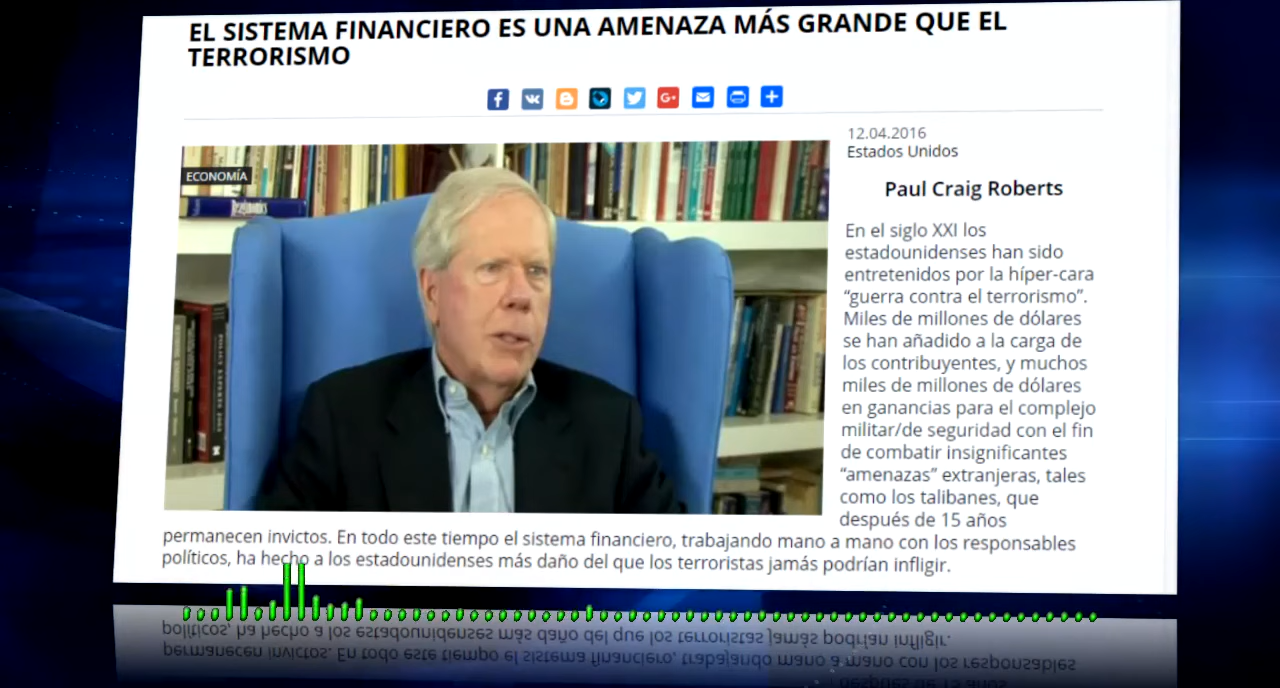 EL SISTEMA FINANCIERO ES UNA AMENAZA MÁS GRANDE QUE EL
TERRORISMO
12.04.2016
Estados Unidos
ECONOMÍA
Paul Craig Roberts
En el siglo XXI los
estadounidenses han sido
entretenidos por la híper-cara
“guerra contra el terrorismo”.
Miles de millones de dólares
se han añadido a la carga de
los contribuyentes, y muchos
miles de millones de dólares
en ganancias para el complejo
militar/de seguridad con el fin
de combatir insignificantes
“amenazas” extranjeras, tales
como los talibanes, que
después de 15 años
permanecen invictos. En todo este tiempo el sistema financiero, trabajando mano a mano con los responsables
políticos, ha hecho a los estadounidenses más daño del que los terroristas jamás podrían infligir.